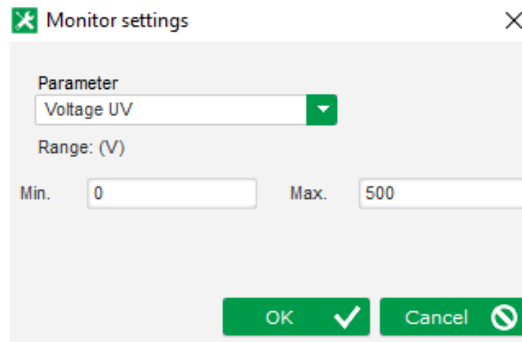 Monitor settings
Parameter
Voltage UV
Range: (V)
Min. 0 Max. 500
OK Cancel